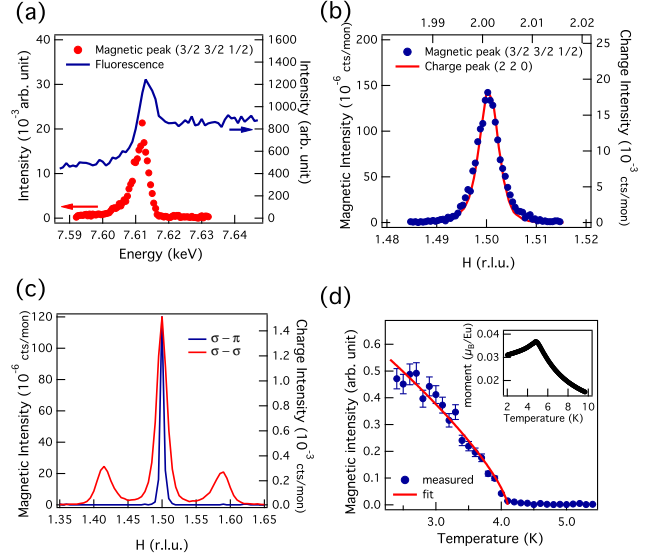 (a)
40
30
20
10
0
Intensity (10⁻³arb. unit)
1600
1400
1200
1000
800
600
400
200
0
Intensity (arb. unit)
Magnetic peak (3/2 3/2 1/2)
Fluorescence
7.59 7.60 7.61 7.62 7.63 7.64
Energy (keV)
(b)
1.99 2.00 2.01 2.02
200
150
100
50
0
Magnetic Intensity (10⁻⁶ cts/mon)
25
20
15
10
5
0
Change Intensity (10⁻³ cts/mon)
Magnetic peak (3/2 3/2 1/2)
Charge peak (2 2 0)
1.48 1.49 1.50 1.51 1.52
H (r.l.u.)
(c)
120
100
80
60
40
20
0
Magnetic Intensity (10⁻⁶ cts/mon)
1.4
1.2
1.0
0.8
0.6
0.4
0.2
0.0
Charge Intensity (10⁻³ cts/mon)
σ – π
σ – σ
1.35 1.40 1.45 1.50 1.55 1.60 1.65
H (r.l.u.)
(d)
0.6
0.5
0.4
0.3
0.2
0.1
0.0
Magnetic intensity (arb. unit)
0.04
0.03
0.02
moment (μB/Eu)
2 4 6 8 10
Temperature (K)
measured
fit
3.0 4.0 5.0
Temperature (K)